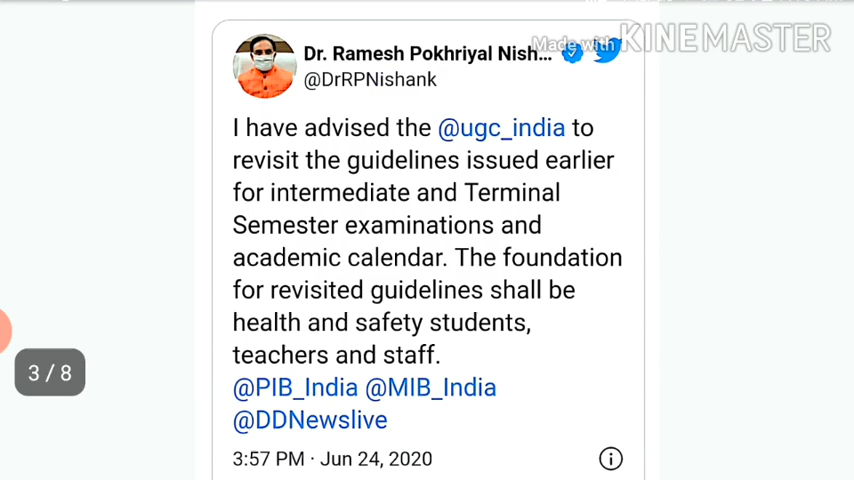 Made with KINEMASTER
Dr. Ramesh Pokhriyal Nish...
@DrRPNishank
I have advised the @ugc_india to
revisit the guidelines issued earlier
for intermediate and Terminal
Semester examinations and
academic calendar. The foundation
for revisited guidelines shall be
health and safety students,
teachers and staff.
@PIB_India @MIB_India
@DDNewslive
3:57 PM · Jun 24, 2020
3 / 8